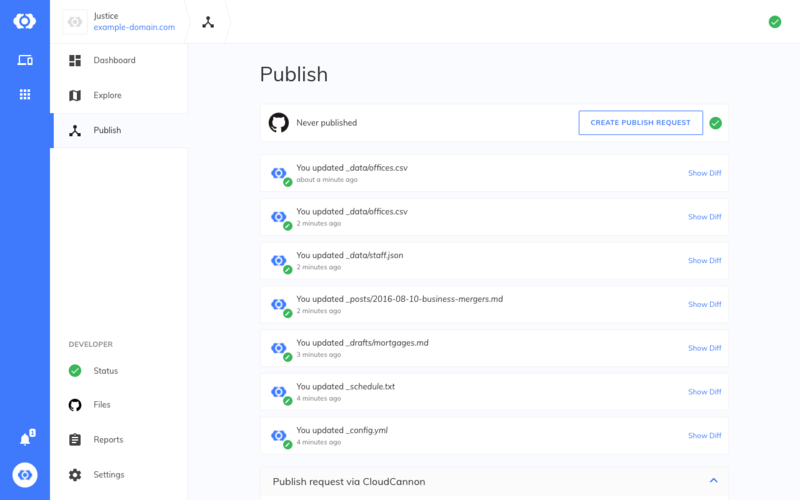 Justice
example-domain.com
Dashboard
Explore
Publish
DEVELOPER
Status
Files
Reports
Settings
1
Publish
Never published
CREATE PUBLISH REQUEST
You updated _data/offices.csv
about a minute ago
Show Diff
You updated _data/offices.csv
2 minutes ago
Show Diff
You updated _data/staff.json
2 minutes ago
Show Diff
You updated _posts/2016-08-10-business-mergers.md
2 minutes ago
Show Diff
You updated _drafts/mortgages.md
3 minutes ago
Show Diff
You updated _schedule.txt
4 minutes ago
Show Diff
You updated _config.yml
4 minutes ago
Show Diff
Publish request via CloudCannon